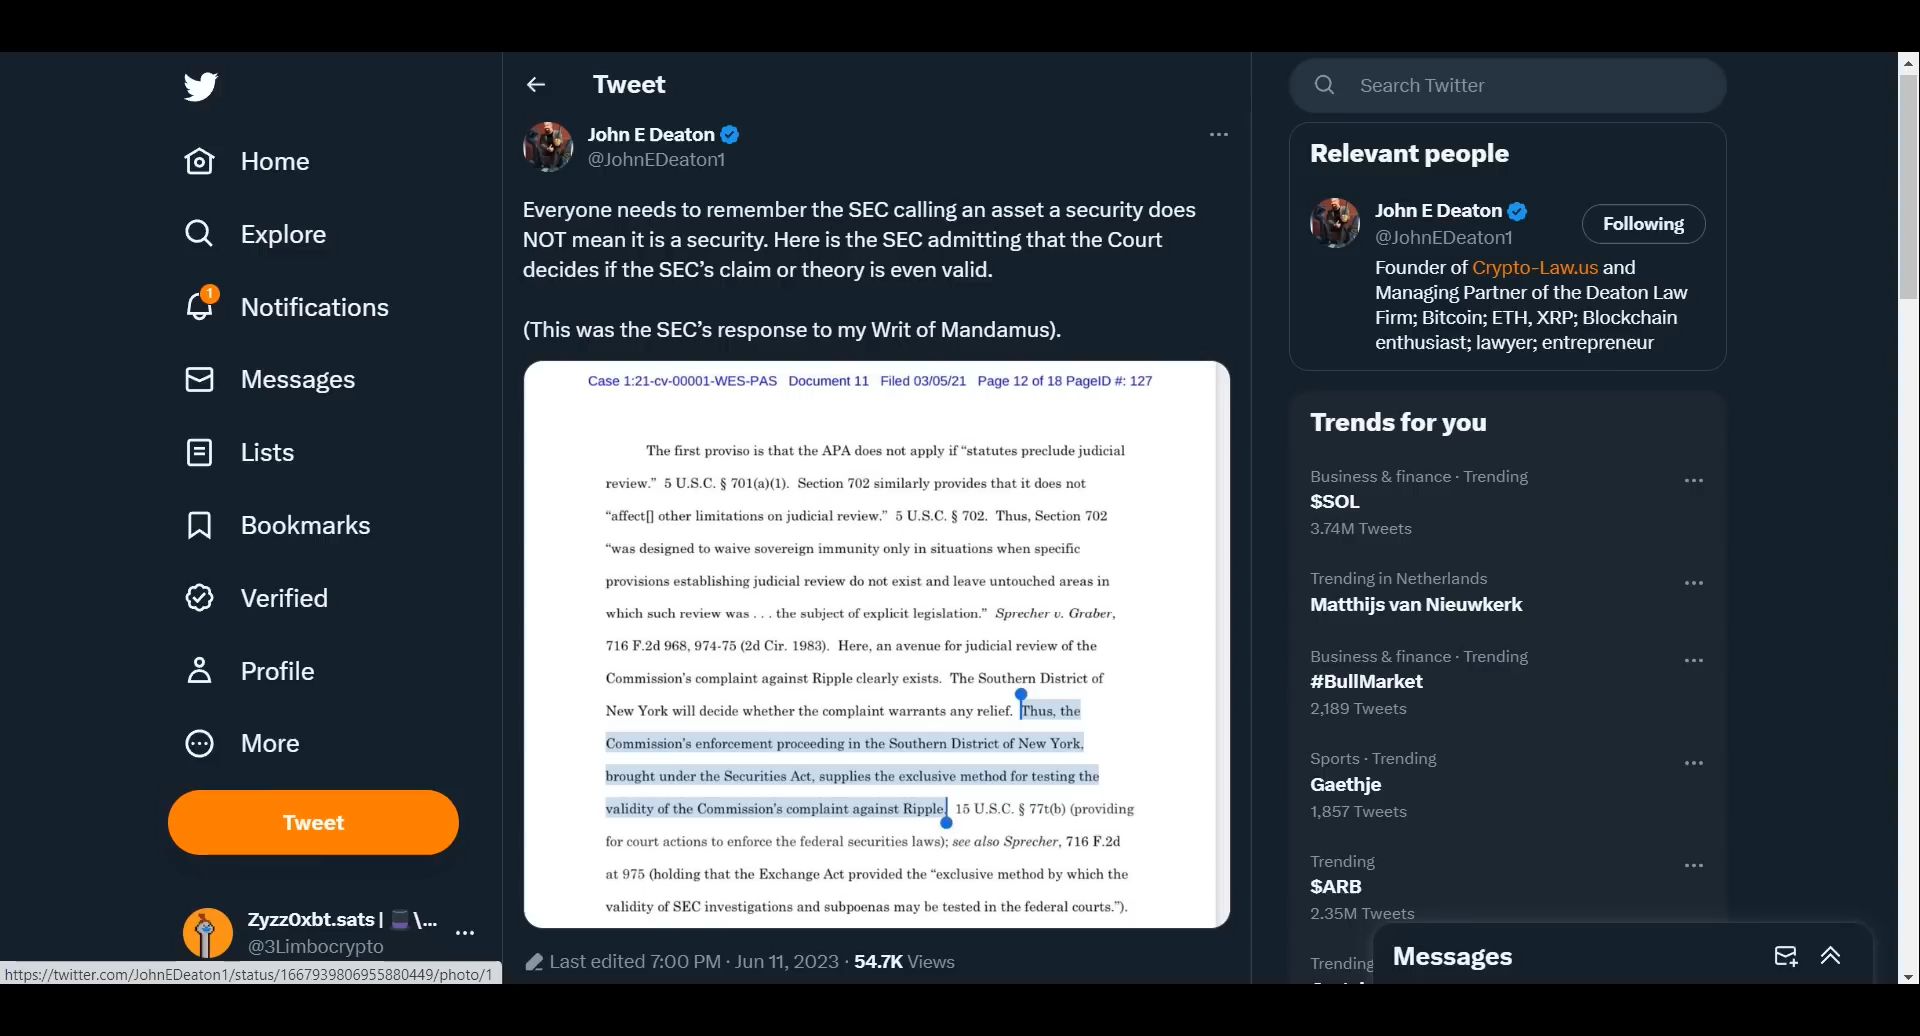 Home
Explore
1
Notifications
Messages
Lists
Bookmarks
Verified
Profile
More
Tweet
Zyzz0xbt.sats | \...
@3Limbocrypto
https://twitter.com/JohnEDeaton1/status/1667939806955880449/photo/1
Tweet
John E Deaton
@JohnEDeaton1
Everyone needs to remember the SEC calling an asset a security does
NOT mean it is a security. Here is the SEC admitting that the Court
decides if the SEC’s claim or theory is even valid.
(This was the SEC’s response to my Writ of Mandamus).
Case 1:21-cv-00001-WES-PAS Document 11 Filed 03/05/21 Page 12 of 18 PageID #: 127
The first proviso is that the APA does not apply if “statutes preclude judicial
review.” 5 U.S.C. § 701(a)(1). Section 702 similarly provides that it does not
“affect[] other limitations on judicial review.” 5 U.S.C. § 702. Thus, Section 702
“was designed to waive sovereign immunity only in situations when specific
provisions establishing judicial review do not exist and leave untouched areas in
which such review was . . . the subject of explicit legislation.” Sprecher v. Graber,
716 F.2d 968, 974-75 (2d Cir. 1983). Here, an avenue for judicial review of the
Commission’s complaint against Ripple clearly exists. The Southern District of
New York will decide whether the complaint warrants any relief. Thus, the
Commission’s enforcement proceeding in the Southern District of New York,
brought under the Securities Act, supplies the exclusive method for testing the
validity of the Commission’s complaint against Ripple. 15 U.S.C. § 77t(b) (providing
for court actions to enforce the federal securities laws); see also Sprecher, 716 F.2d
at 975 (holding that the Exchange Act provided the “exclusive method by which the
validity of SEC investigations and subpoenas may be tested in the federal courts.”).
Last edited 7:00 PM · Jun 11, 2023 · 54.7K Views
Search Twitter
Relevant people
John E Deaton
@JohnEDeaton1
Following
Founder of Crypto-Law.us and
Managing Partner of the Deaton Law
Firm; Bitcoin; ETH, XRP; Blockchain
enthusiast; lawyer; entrepreneur
Trends for you
Business & finance · Trending
$SOL
3.74M Tweets
Trending in Netherlands
Matthijs van Nieuwkerk
Business & finance · Trending
#BullMarket
2,189 Tweets
Sports · Trending
Gaethje
1,857 Tweets
Trending
$ARB
2.35M Tweets
Trending
Messages